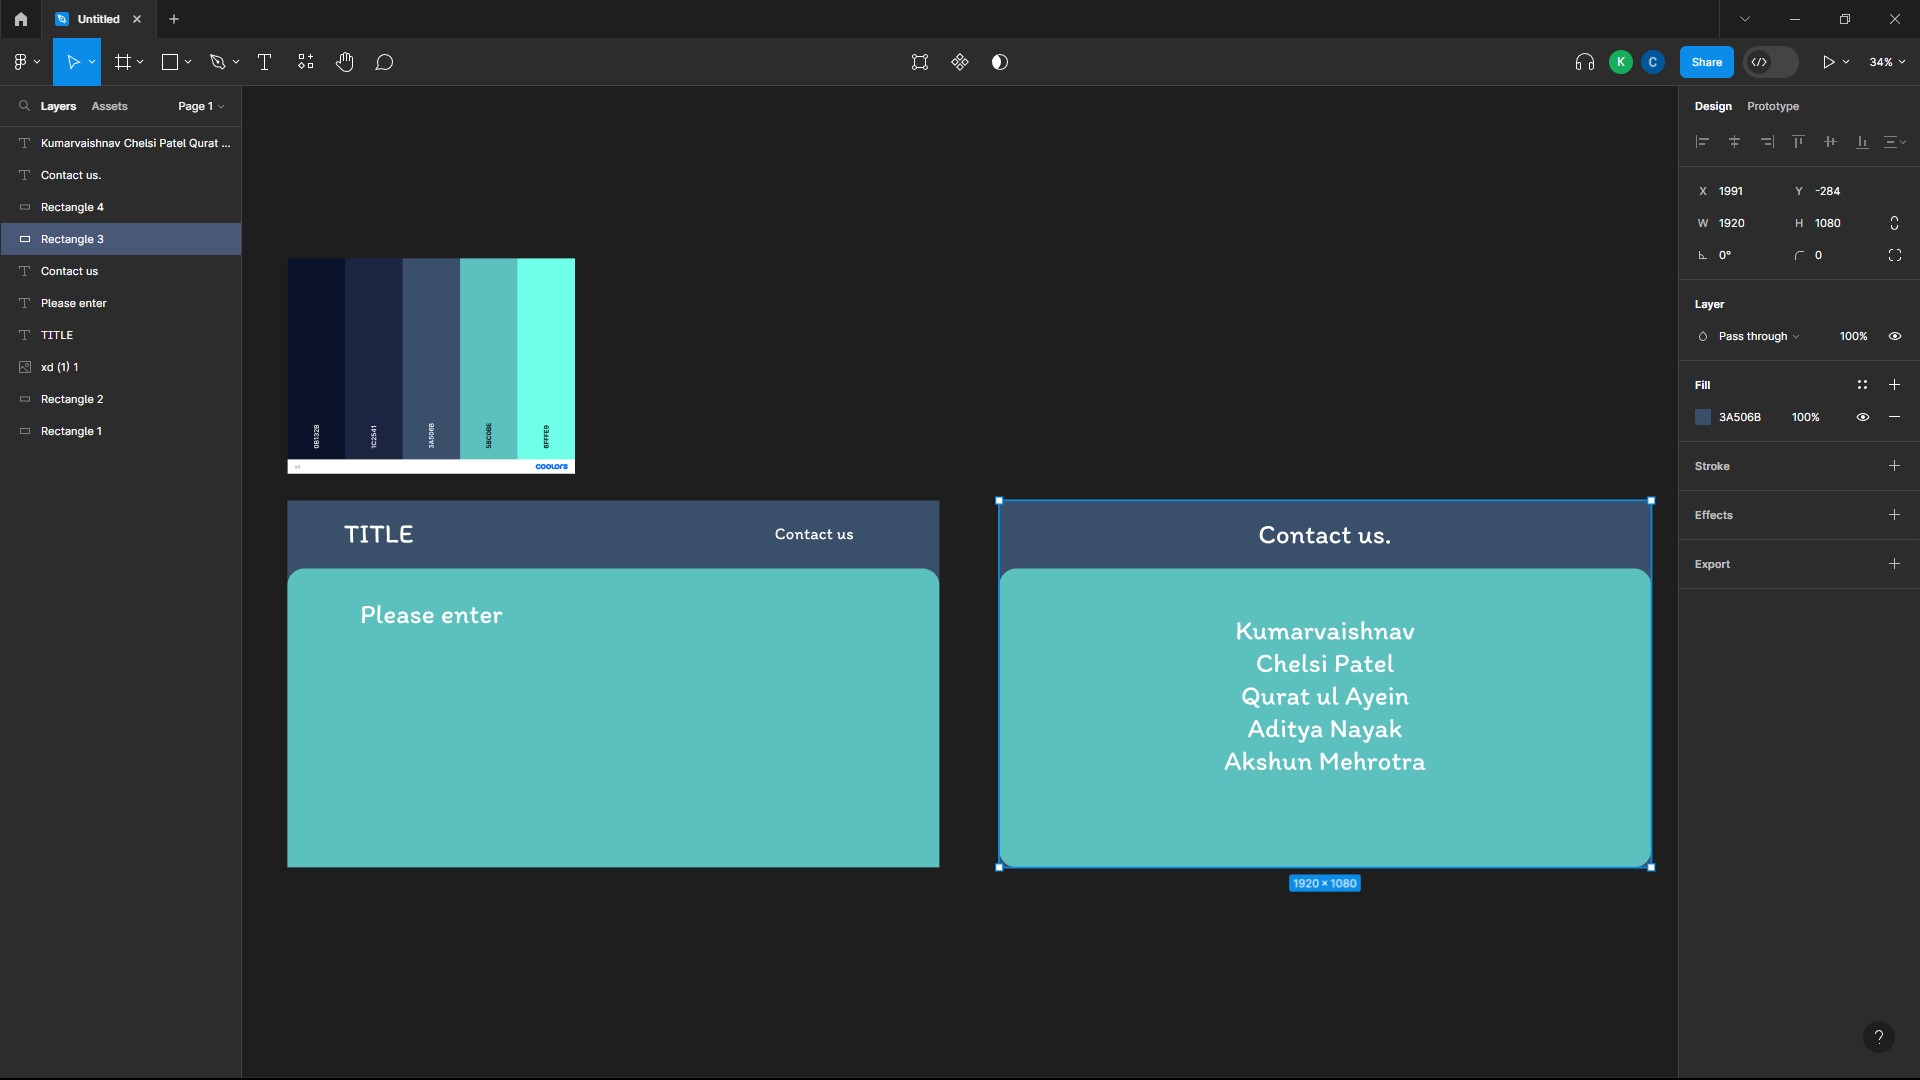 Untitled
K
C
Share
34%
Layers
Assets
Page 1
Design
Prototype
Kumarvaishnav Chelsi Patel Qurat ...
Contact us.
Rectangle 4
Rectangle 3
Contact us
Please enter
TITLE
xd (1) 1
Rectangle 2
Rectangle 1
0B132B
1C2541
3A506B
5BC0BE
6FFFE9
coolors
TITLE
Contact us
Please enter
Contact us.
Kumarvaishnav
Chelsi Patel
Qurat ul Ayein
Aditya Nayak
Akshun Mehrotra
1920 × 1080
X 1991 Y -284
W 1920 H 1080
0° 0
Layer
Pass through 100%
Fill
3A506B 100%
Stroke
Effects
Export
?